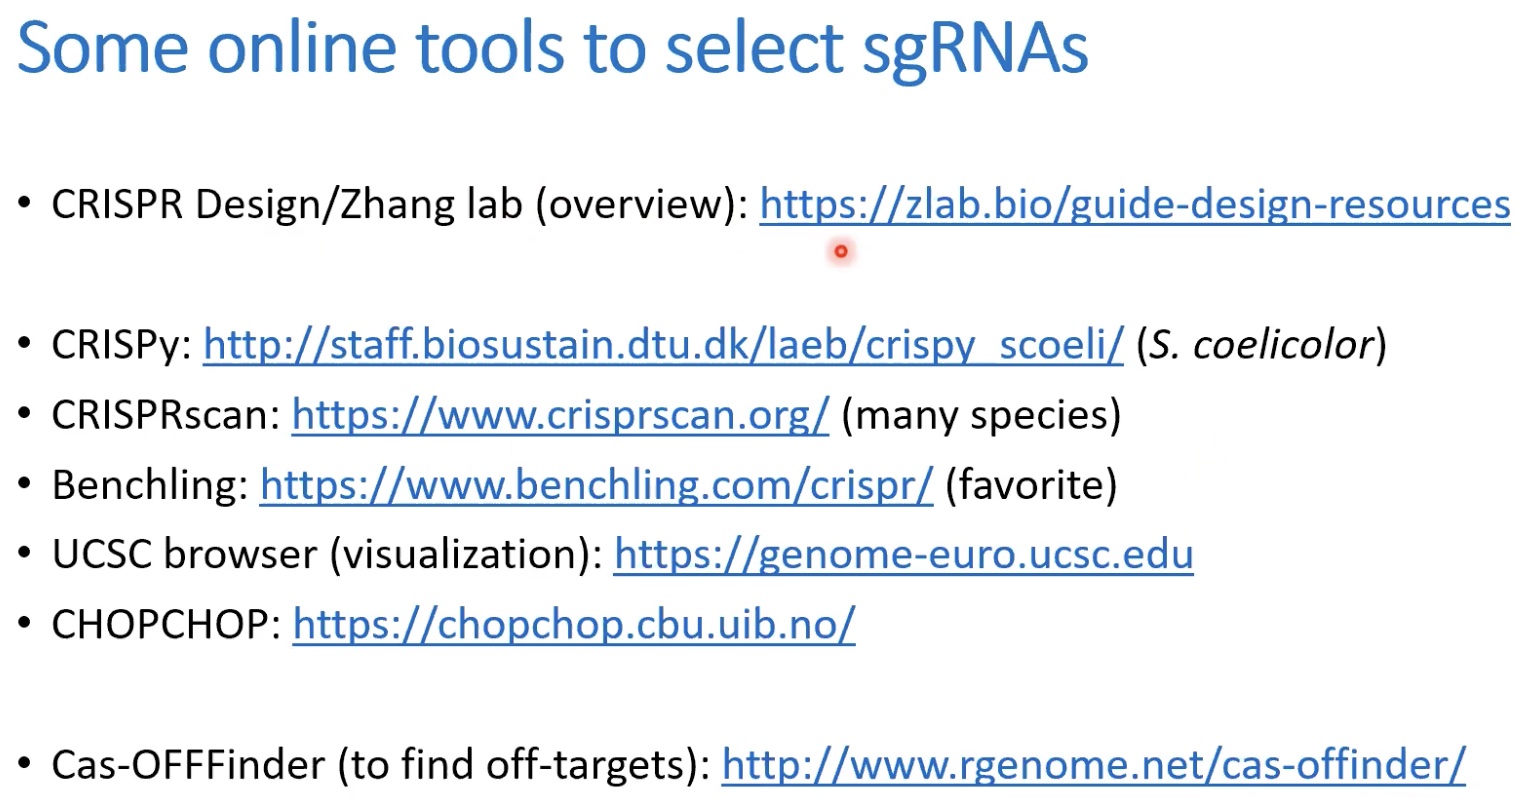 Some online tools to select sgRNAs
• CRISPR Design/Zhang lab (overview): https://zlab.bio/guide-design-resources
• CRISPy: http://staff.biosustain.dtu.dk/laeb/crispy_scoeli/ (S. coelicolor)
• CRISPRscan: https://www.crisprscan.org/ (many species)
• Benchling: https://www.benchling.com/crispr/ (favorite)
• UCSC browser (visualization): https://genome-euro.ucsc.edu
• CHOPCHOP: https://chopchop.cbu.uib.no/
• Cas-OFFFinder (to find off-targets): http://www.rgenome.net/cas-offinder/